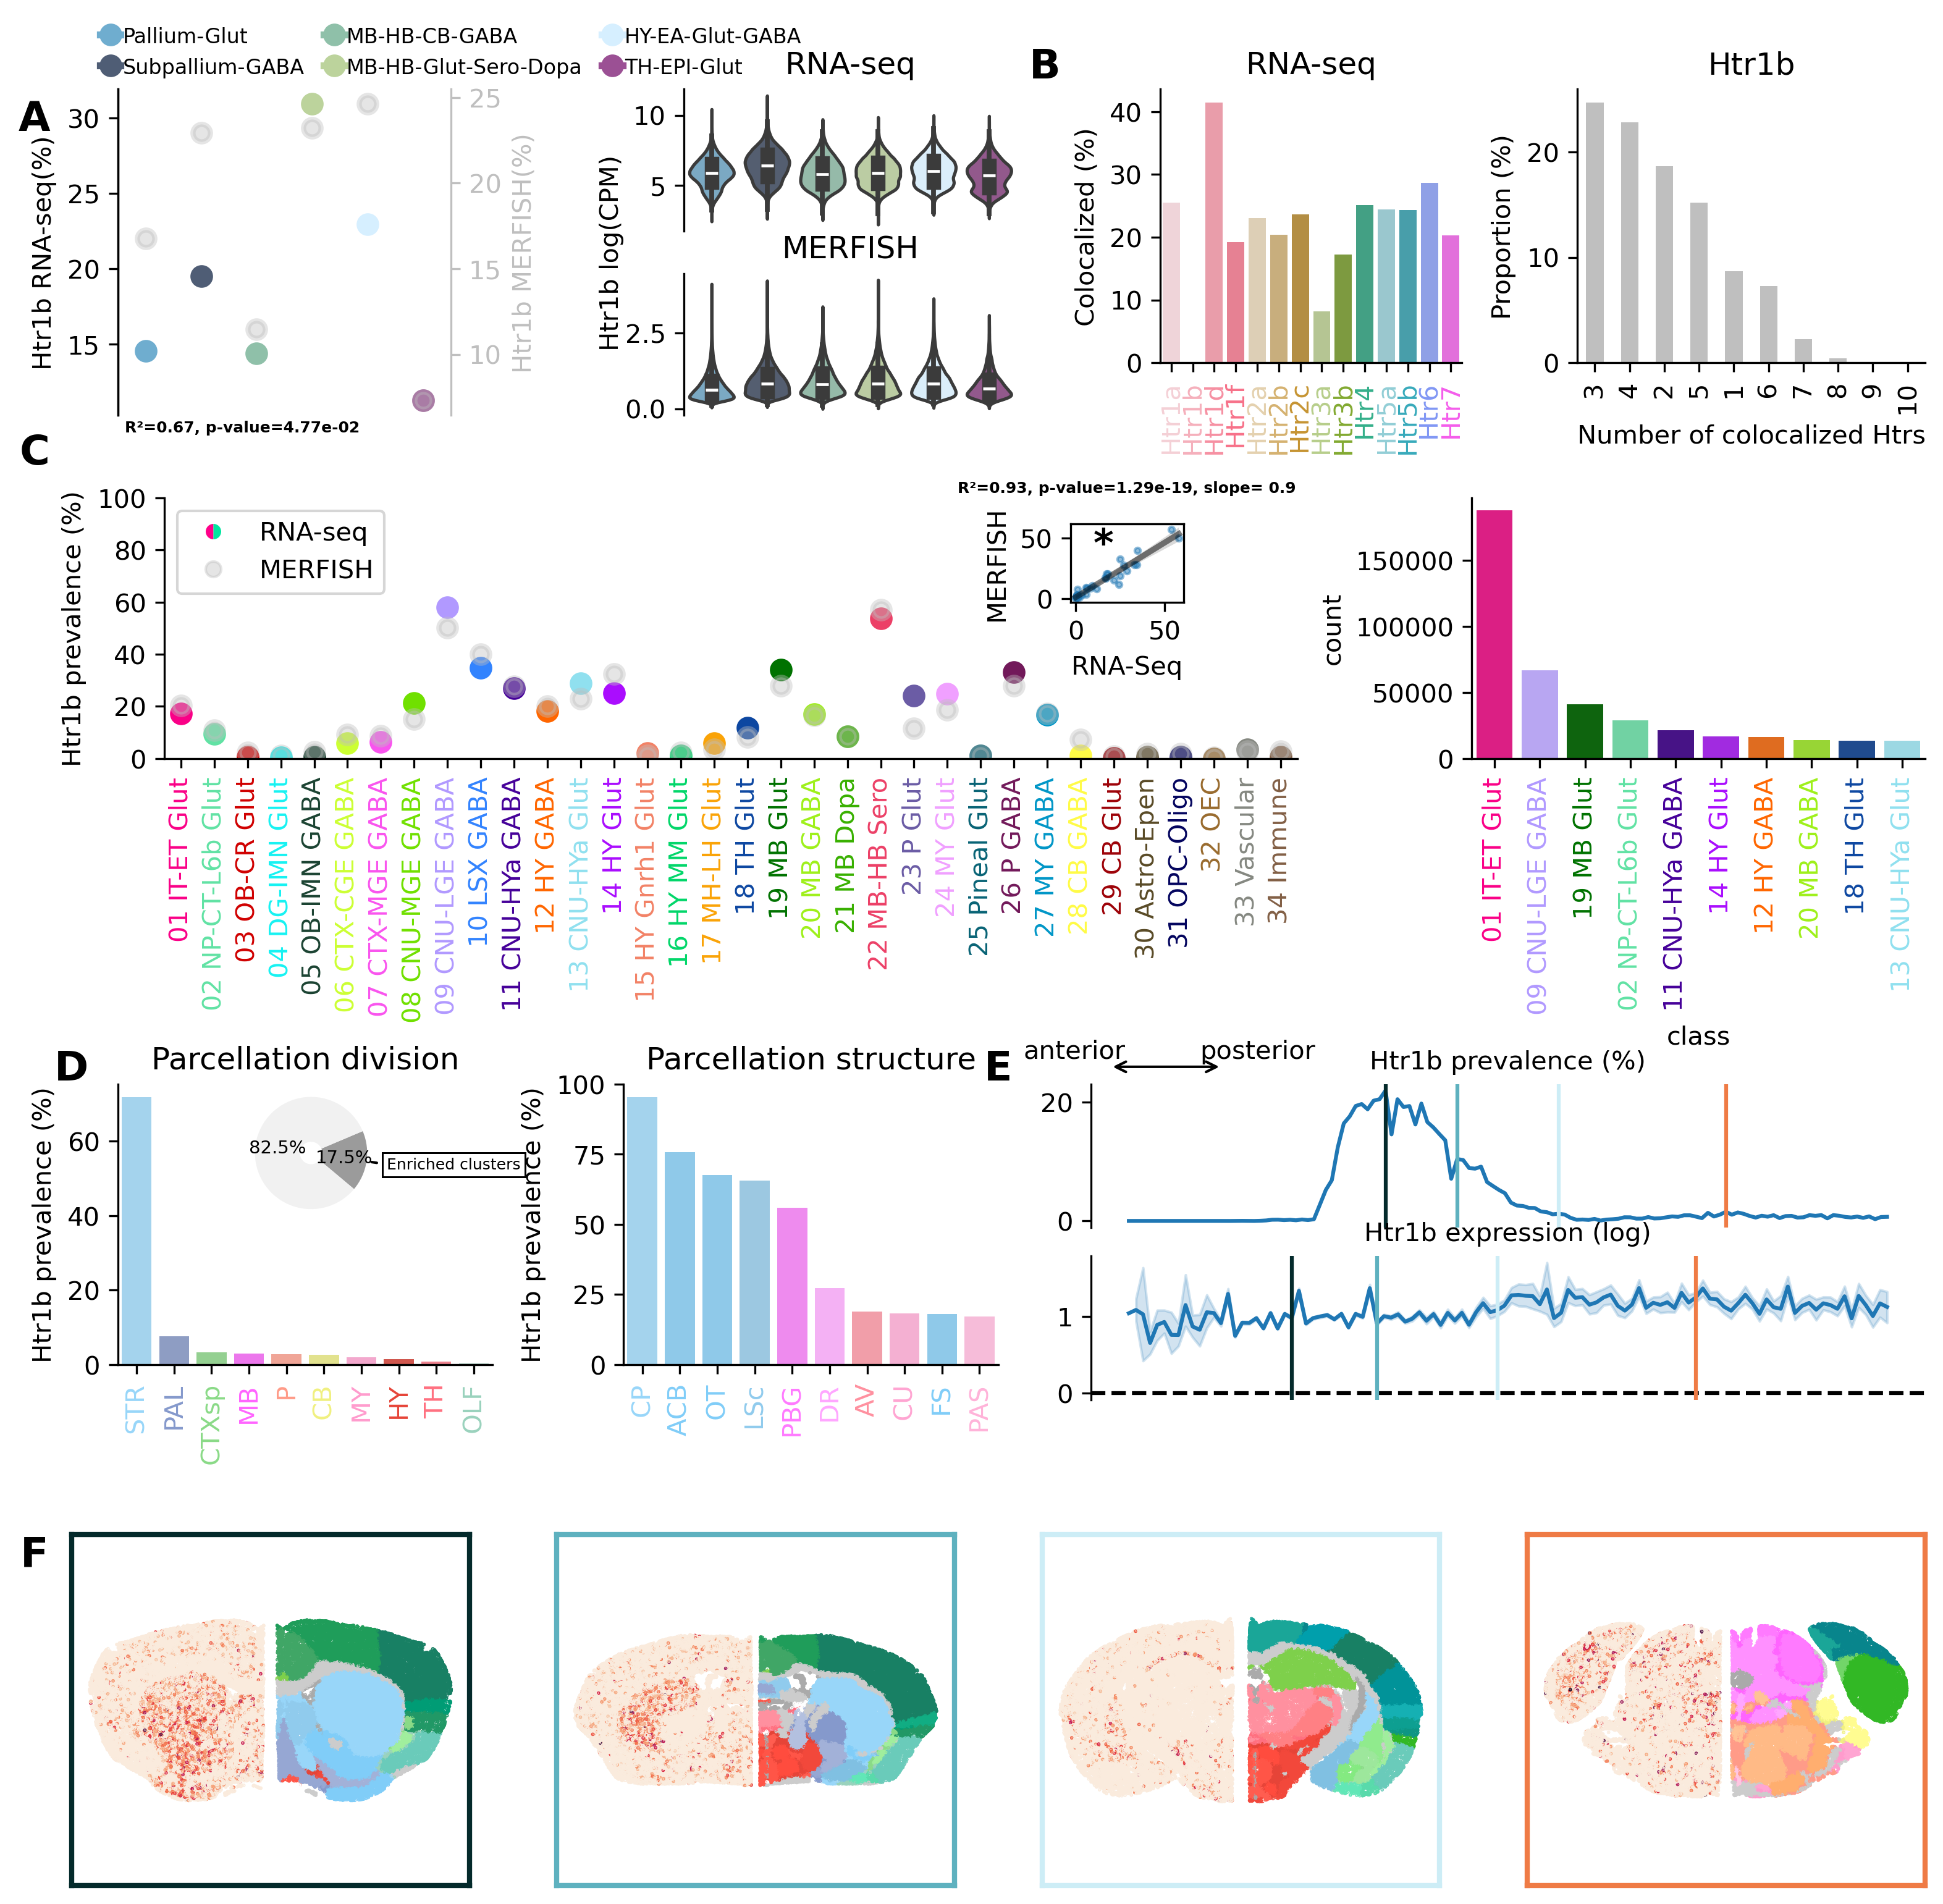 Pallium-Glut
Subpallium-GABA
MB-HB-CB-GABA
MB-HB-Glut-Sero-Dopa
HY-EA-Glut-GABA
TH-EPI-Glut
A
Htr1b RNA-seq(%)
30
25
20
15
Htr1b MERFISH(%)
25
20
15
10
R²=0.67, p-value=4.77e-02
RNA-seq
Htr1b log(CPM)
10
5
MERFISH
2.5
0.0
B
RNA-seq
Colocalized (%)
40
30
20
10
0
Htr1a
Htr1b
Htr1d
Htr1f
Htr2a
Htr2b
Htr2c
Htr3a
Htr3b
Htr4
Htr5a
Htr5b
Htr6
Htr7
Htr1b
Proportion (%)
20
10
0
3
4
2
5
1
6
7
8
9
10
Number of colocalized Htrs
C
Htr1b prevalence (%)
100
80
60
40
20
0
RNA-seq
MERFISH
R²=0.93, p-value=1.29e-19, slope= 0.9
MERFISH
50
0
*
0
50
RNA-Seq
01 IT-ET Glut
02 NP-CT-L6b Glut
03 OB-CR Glut
04 DG-IMN Glut
05 OB-IMN GABA
06 CTX-CGE GABA
07 CTX-MGE GABA
08 CNU-MGE GABA
09 CNU-LGE GABA
10 LSX GABA
11 CNU-HYa GABA
12 HY GABA
13 CNU-HYa Glut
14 HY Glut
15 HY Gnrh1 Glut
16 HY MM Glut
17 MH-LH Glut
18 TH Glut
19 MB Glut
20 MB GABA
21 MB Dopa
22 MB-HB Sero
23 P Glut
24 MY Glut
25 Pineal Glut
26 P GABA
27 MY GABA
28 CB GABA
29 CB Glut
30 Astro-Epen
31 OPC-Oligo
32 OEC
33 Vascular
34 Immune
count
150000
100000
50000
0
01 IT-ET Glut
09 CNU-LGE GABA
19 MB Glut
02 NP-CT-L6b Glut
11 CNU-HYa GABA
14 HY Glut
12 HY GABA
20 MB GABA
18 TH Glut
13 CNU-HYa Glut
class
D
Parcellation division
Htr1b prevalence (%)
60
40
20
0
82.5%
17.5%
Enriched clusters
STR
PAL
CTXsp
MB
P
CB
MY
HY
TH
OLF
Parcellation structure
Htr1b prevalence (%)
100
75
50
25
0
CP
ACB
OT
LSc
PBG
DR
AV
CU
FS
PAS
E
anterior
posterior
Htr1b prevalence (%)
20
0
Htr1b expression (log)
1
0
F